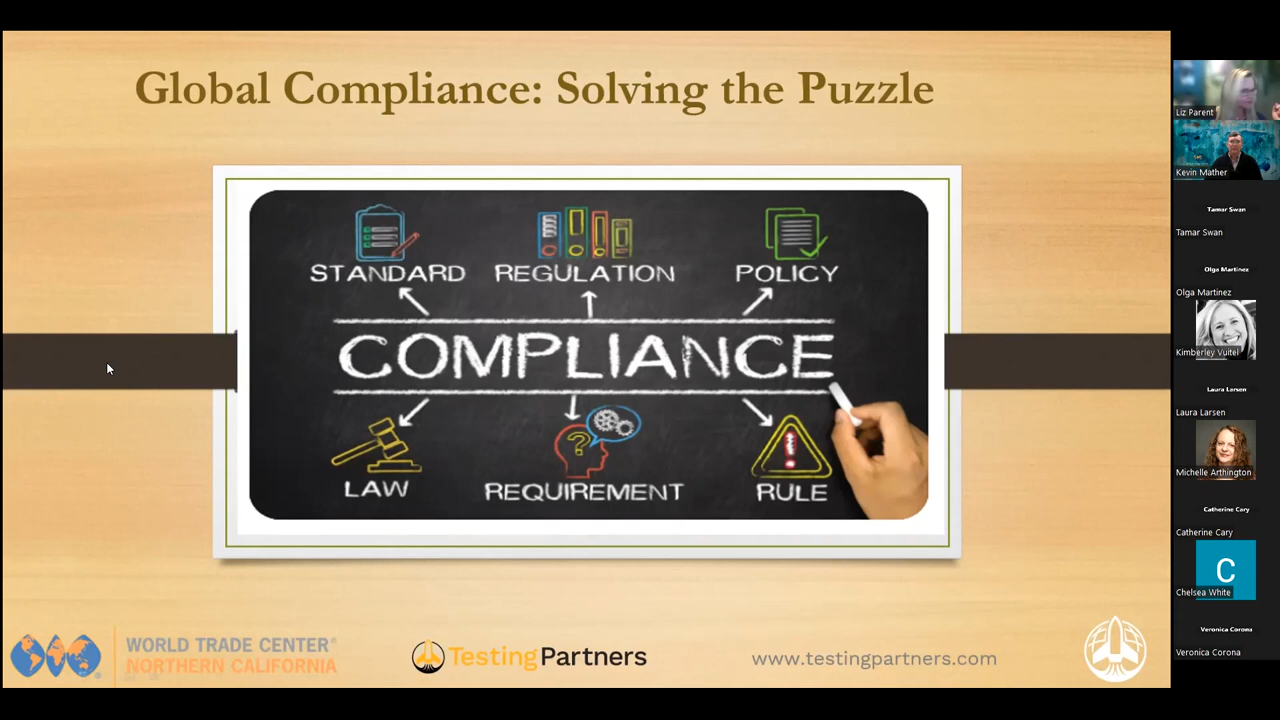 Global Compliance: Solving the Puzzle
STANDARD
REGULATION
POLICY
COMPLIANCE
LAW
REQUIREMENT
RULE
WORLD TRADE CENTER®
NORTHERN CALIFORNIA
TestingPartners
www.testingpartners.com
Liz Parent
Kevin Mather
Tamar Swan
Tamar Swan
Olga Martinez
Olga Martinez
Kimberley Vuitel
Laura Larsen
Laura Larsen
Michelle Arthington
Catherine Cary
Catherine Cary
C
Chelsea White
Veronica Corona
Veronica Corona